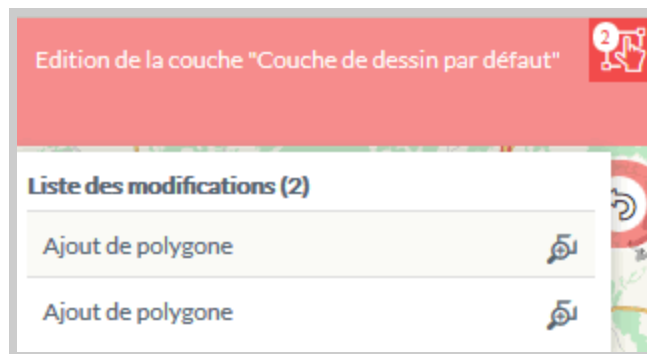 Edition de la couche "Couche de dessin par défaut"
2
Liste des modifications (2)
Ajout de polygone
Ajout de polygone